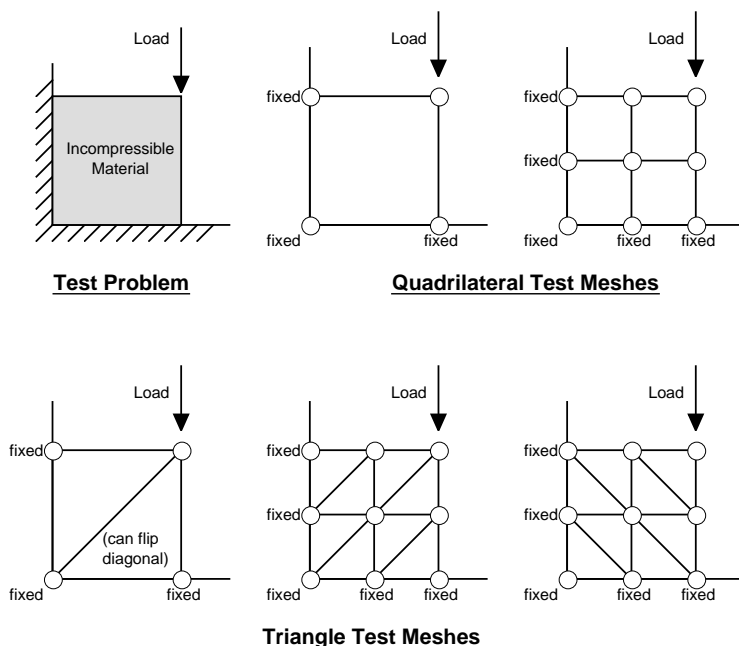 Load
Load
Load
fixed
fixed
Incompressible
Material
fixed
fixed
fixed
fixed
fixed
fixed
Test Problem
Quadrilateral Test Meshes
Load
Load
Load
fixed
fixed
fixed
fixed
fixed
(can flip
diagonal)
fixed
fixed
fixed
fixed
fixed
fixed
fixed
fixed
Triangle Test Meshes